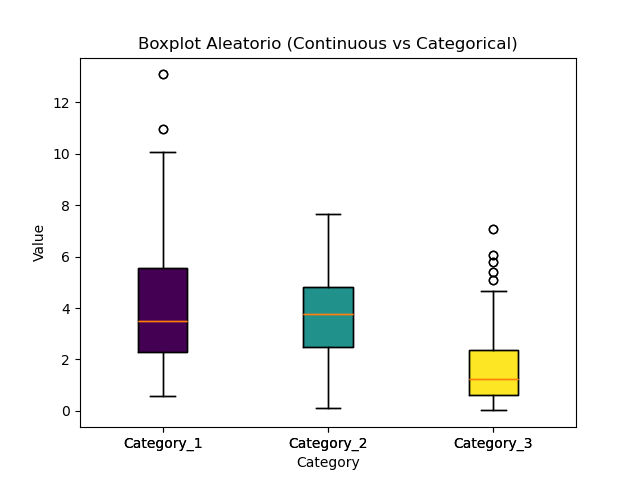 Boxplot Aleatorio (Continuous vs Categorical)
12
10
8
6
4
2
0
Value
Category_1
Category_2
Category_3
Category